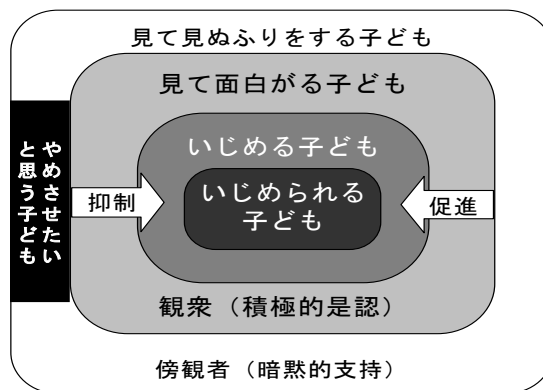 見て見ぬふりをする子ども
見て面白がる子ども
いじめる子ども
いじめられる
子ども
やめさせたい
と思う子ども
抑制
促進
観衆（積極的是認）
傍観者（暗黙的支持）